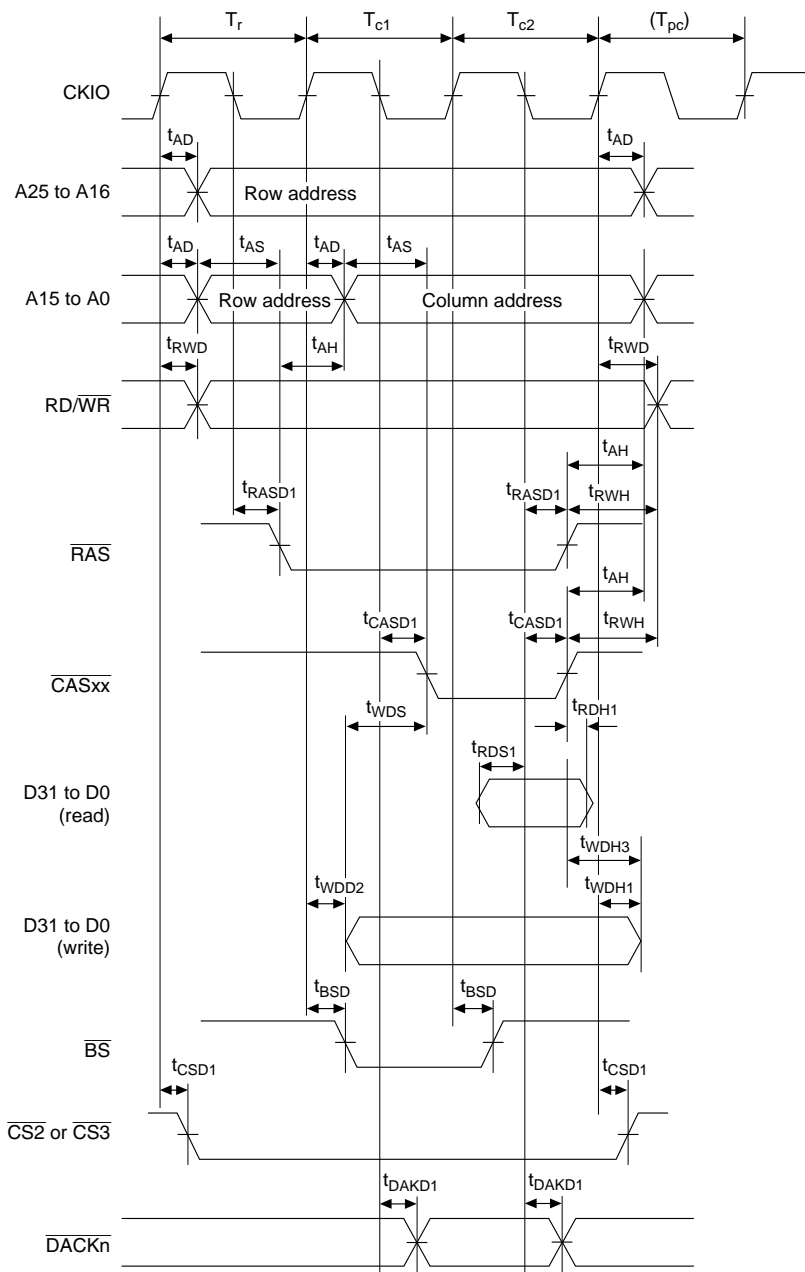 Tr Tc1 Tc2 (Tpc)
CKIO
tAD tAD
A25 to A16 Row address
tAD tAS tAD tAS
A15 to A0 Row address Column address
tRWD tAH tRWD
RD/WR
tAH
tRASD1 tRASD1 tRWH
RAS
tAH
tCASD1 tCASD1 tRWH
CASxx
tWDS tRDH1
tRDS1
D31 to D0
(read)
tWDH3
tWDD2 tWDH1
D31 to D0
(write)
tBSD tBSD
BS
tCSD1 tCSD1
CS2 or CS3
tDAKD1 tDAKD1
DACKn